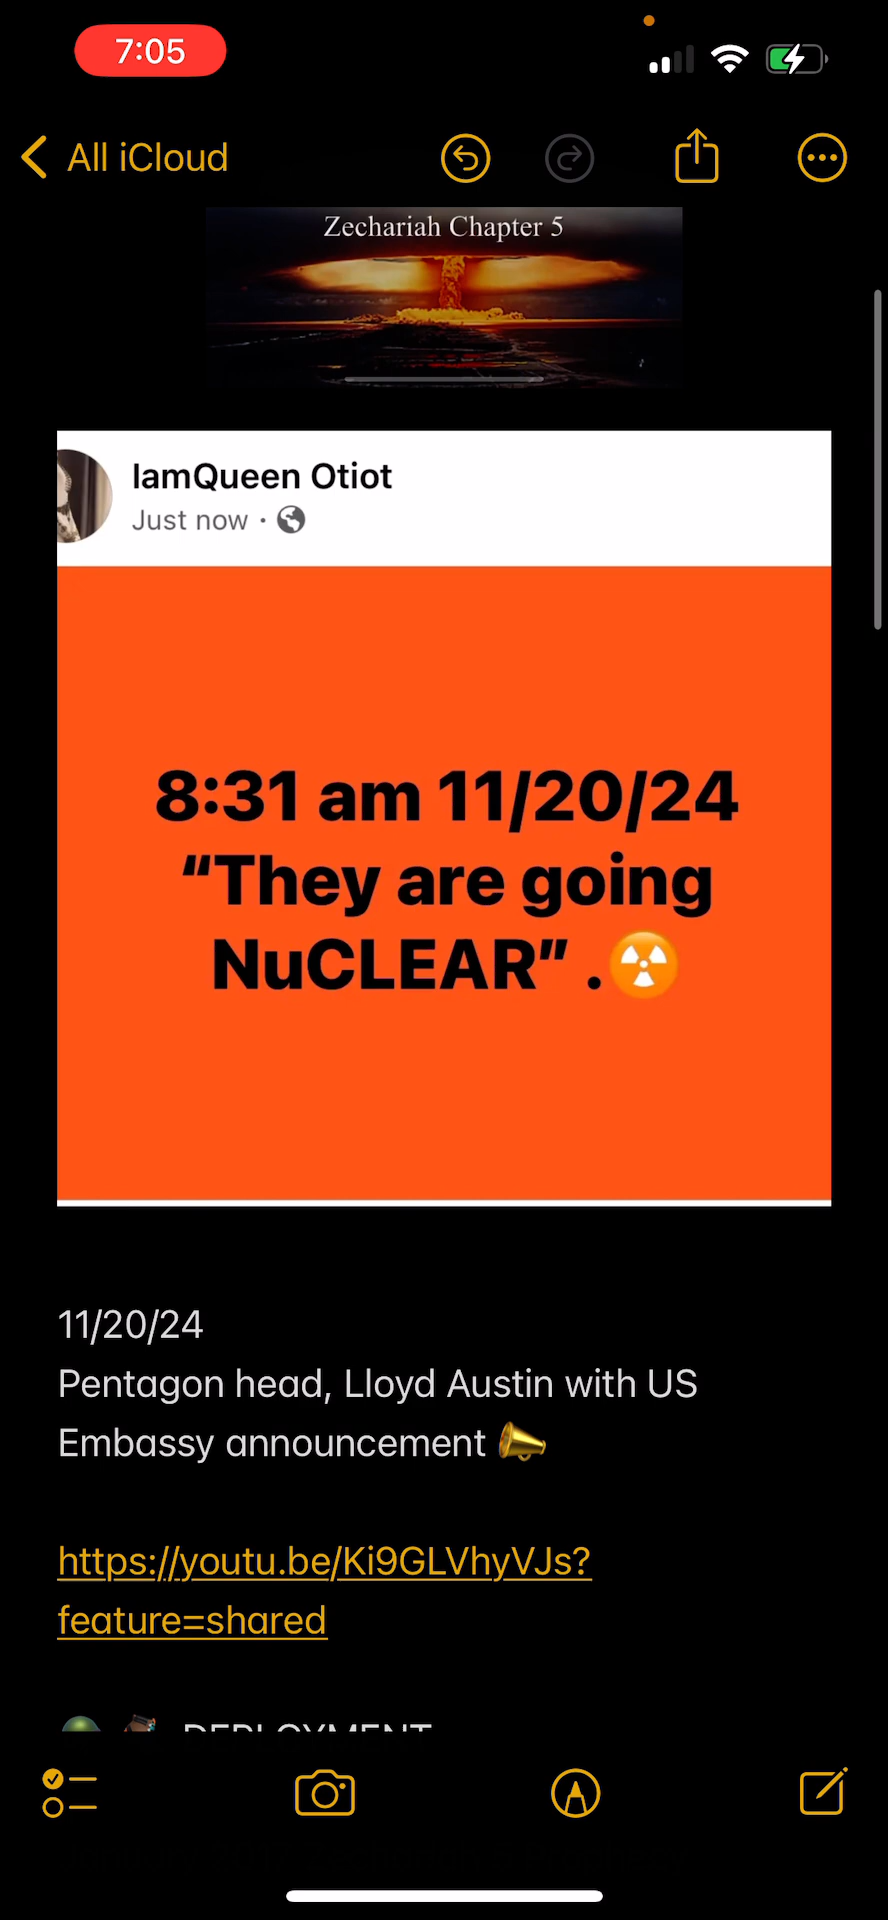 7:05
All iCloud
Zechariah Chapter 5
IamQueen Otiot
Just now ·
8:31 am 11/20/24
“They are going
NuCLEAR” .☢️
11/20/24
Pentagon head, Lloyd Austin with US
Embassy announcement 📣
https://youtu.be/Ki9GLVhyVJs?
feature=shared
DEPLOYMENT